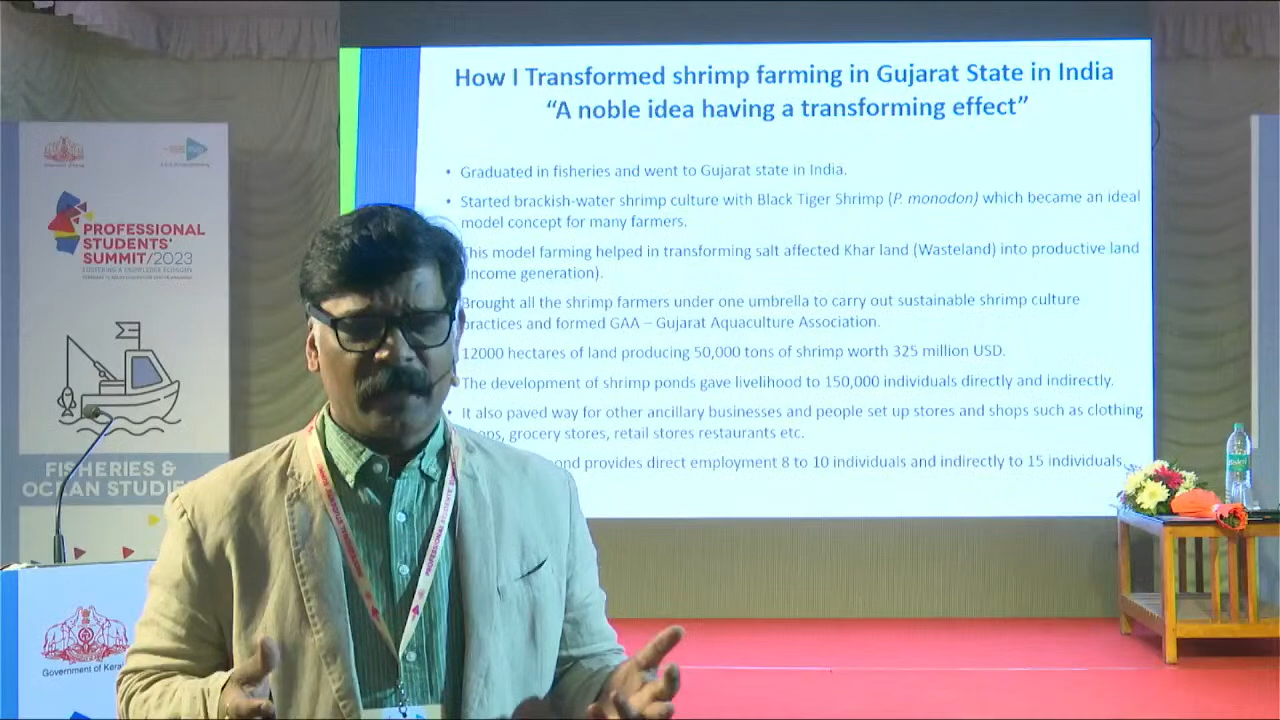 How I Transformed shrimp farming in Gujarat State in India
“A noble idea having a transforming effect”
• Graduated in fisheries and went to Gujarat state in India.
• Started brackish-water shrimp culture with Black Tiger Shrimp (P. monodon) which became an ideal
model concept for many farmers.
This model farming helped in transforming salt affected Khar land (Wasteland) into productive land
income generation).
Brought all the shrimp farmers under one umbrella to carry out sustainable shrimp culture
practices and formed GAA – Gujarat Aquaculture Association.
12000 hectares of land producing 50,000 tons of shrimp worth 325 million USD.
The development of shrimp ponds gave livelihood to 150,000 individuals directly and indirectly.
• It also paved way for other ancillary businesses and people set up stores and shops such as clothing
grocery stores, retail stores restaurants etc.
provides direct employment 8 to 10 individuals and indirectly to 15 individuals.
PROFESSIONAL
STUDENTS'
SUMMIT/2023
FOSTERING A KNOWLEDGE ECONOMY
FISHERIES &
OCEAN STUDIES
Government of Kerala
PROFESSIONAL STUDENTS' SUMMIT